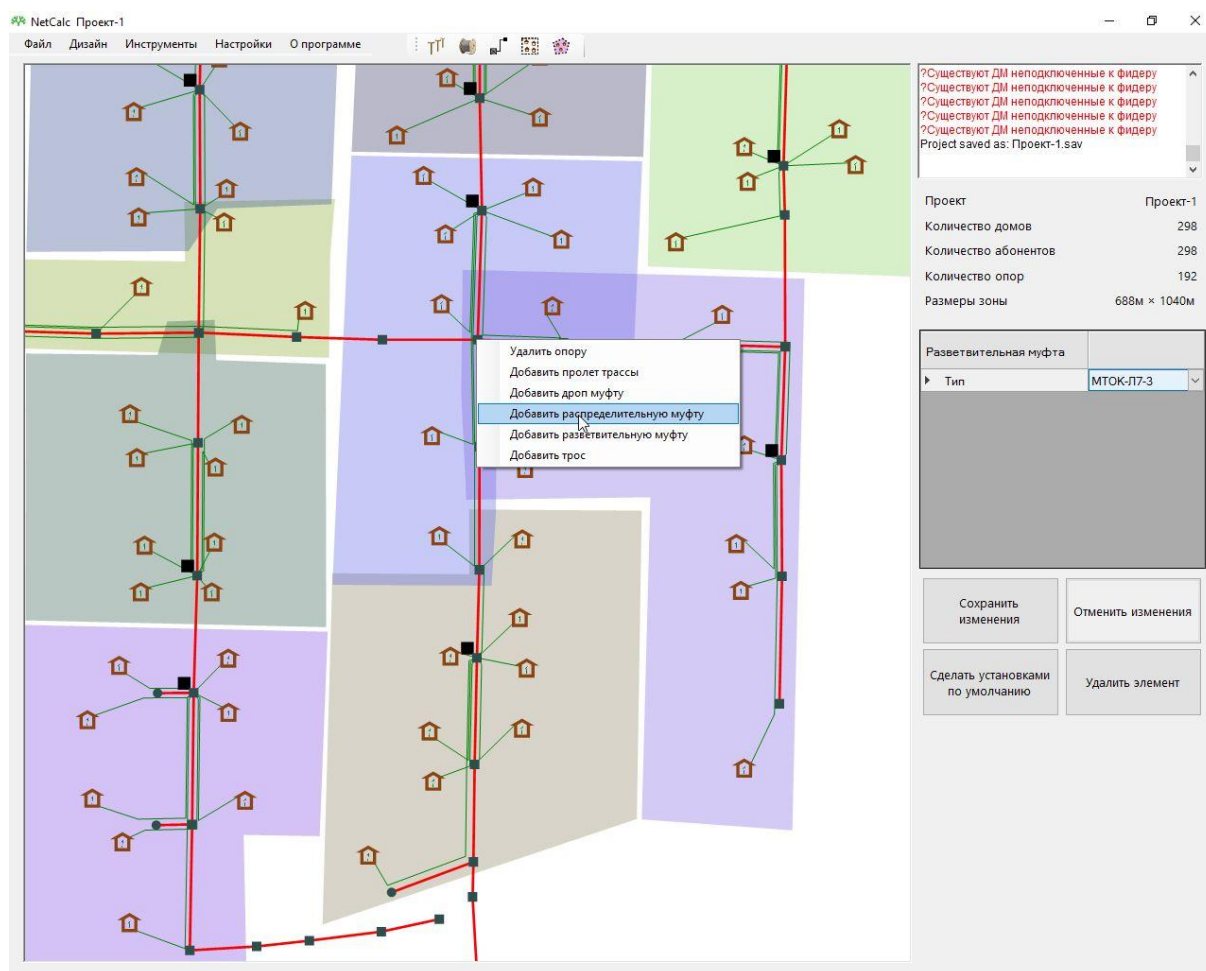 NetCalc Проект-1
Файл Дизайн Инструменты Настройки О программе
?Существуют ДМ неподключенные к фидеру
?Существуют ДМ неподключенные к фидеру
?Существуют ДМ неподключенные к фидеру
?Существуют ДМ неподключенные к фидеру
?Существуют ДМ неподключенные к фидеру
Project saved as: Проект-1.sav
Проект Проект-1
Количество домов 298
Количество абонентов 298
Количество опор 192
Размеры зоны 688м × 1040м
Разветвительная муфта
Тип МТОК-Л7-3
Удалить опору
Добавить пролет трассы
Добавить дроп муфту
Добавить распределительную муфту
Добавить разветвительную муфту
Добавить трос
Сохранить
изменения
Отменить изменения
Сделать установками
по умолчанию
Удалить элемент